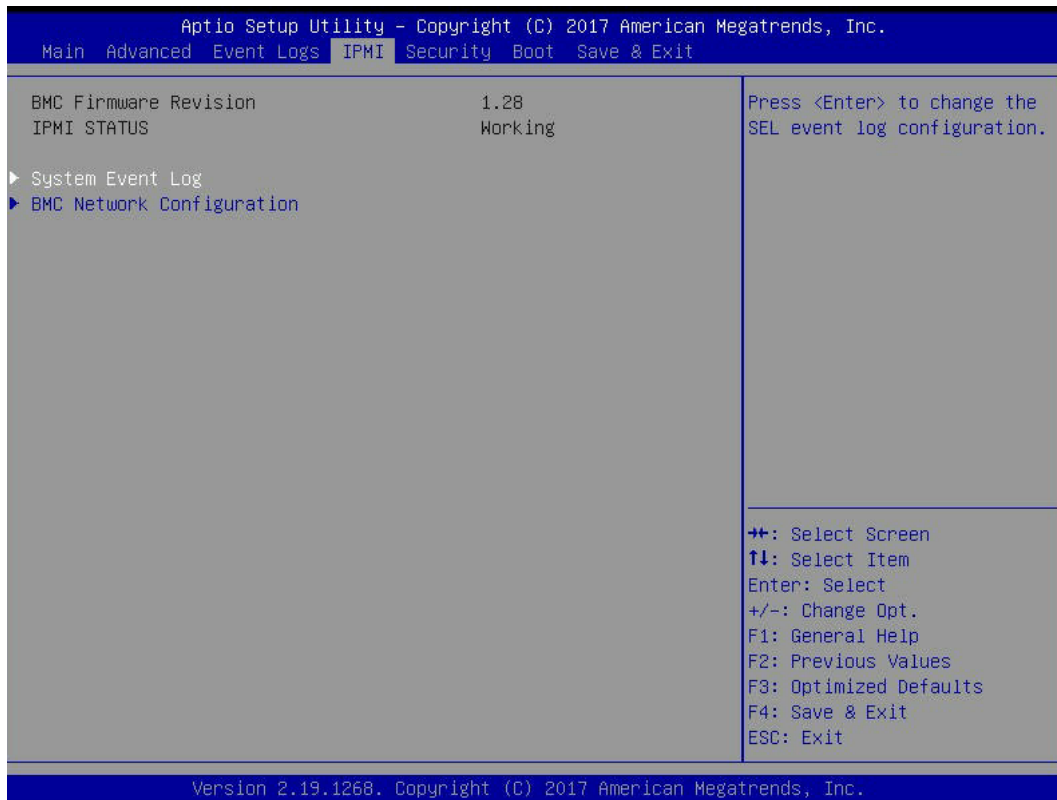 Aptio Setup Utility – Copyright (C) 2017 American Megatrends, Inc.
Main Advanced Event Logs IPMI Security Boot Save & Exit
BMC Firmware Revision 1.28
IPMI STATUS Working
▶ System Event Log
▶ BMC Network Configuration
Press <Enter> to change the
SEL event log configuration.
→←: Select Screen
↑↓: Select Item
Enter: Select
+/-: Change Opt.
F1: General Help
F2: Previous Values
F3: Optimized Defaults
F4: Save & Exit
ESC: Exit
Version 2.19.1268. Copyright (C) 2017 American Megatrends, Inc.